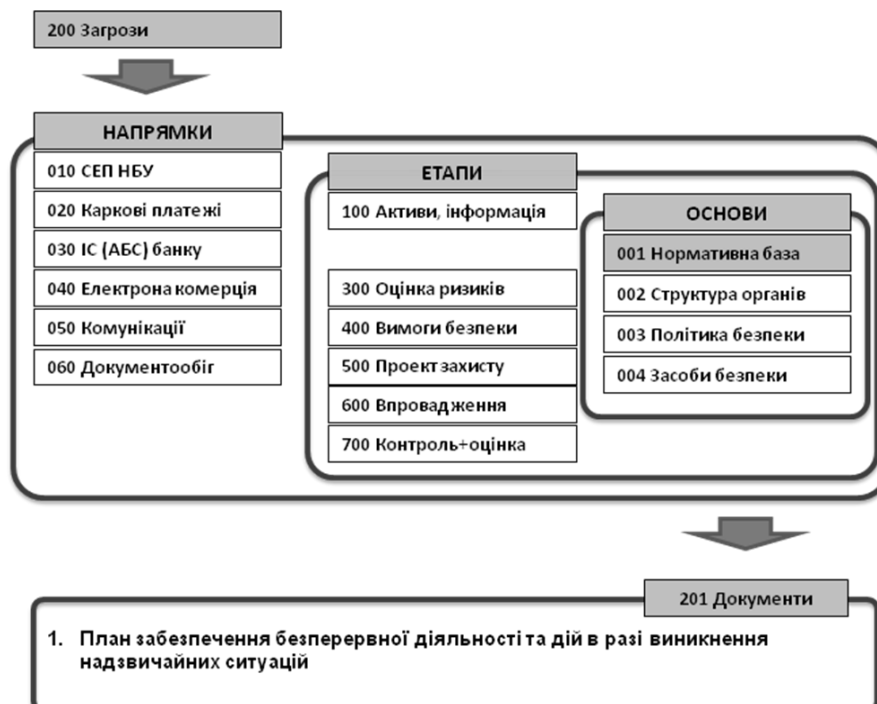 200 Загрози
НАПРЯМКИ
010 СЕП НБУ
020 Каркові платежі
030 ІС (АБС) банку
040 Електрона комерція
050 Комунікації
060 Документообіг
ЕТАПИ
100 Активи, інформація
300 Оцінка ризиків
400 Вимоги безпеки
500 Проект захисту
600 Впровадження
700 Контроль+оцінка
ОСНОВИ
001 Нормативна база
002 Структура органів
003 Політика безпеки
004 Засоби безпеки
201 Документи
1. План забезпечення безперервної діяльності та дій в разі виникнення
надзвичайних ситуацій